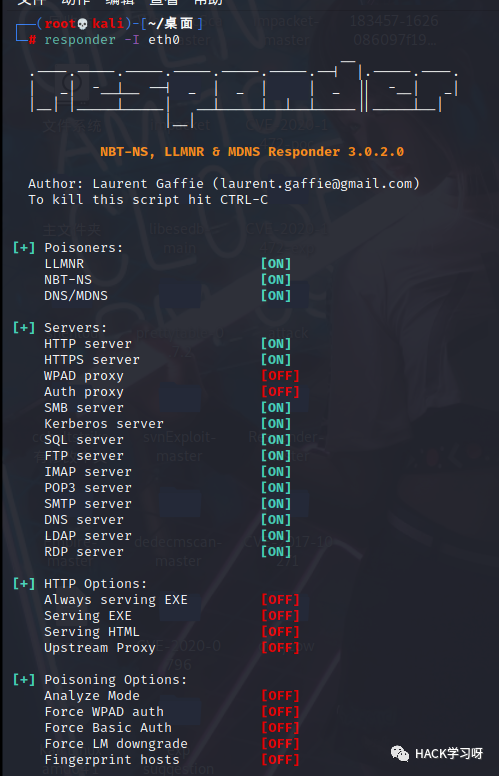 文件 动作 编辑 查看 帮助
(root💀kali)-[~/桌面]
# responder -I eth0
NBT-NS, LLMNR & MDNS Responder 3.0.2.0
Author: Laurent Gaffie (laurent.gaffie@gmail.com)
To kill this script hit CTRL-C
[+] Poisoners:
LLMNR [ON]
NBT-NS [ON]
DNS/MDNS [ON]
[+] Servers:
HTTP server [ON]
HTTPS server [ON]
WPAD proxy [OFF]
Auth proxy [OFF]
SMB server [ON]
Kerberos server [ON]
SQL server [ON]
FTP server [ON]
IMAP server [ON]
POP3 server [ON]
SMTP server [ON]
DNS server [ON]
LDAP server [ON]
RDP server [ON]
[+] HTTP Options:
Always serving EXE [OFF]
Serving EXE [OFF]
Serving HTML [OFF]
Upstream Proxy [OFF]
[+] Poisoning Options:
Analyze Mode [OFF]
Force WPAD auth [OFF]
Force Basic Auth [OFF]
Force LM downgrade [OFF]
Fingerprint hosts [OFF]
HACK学习呀